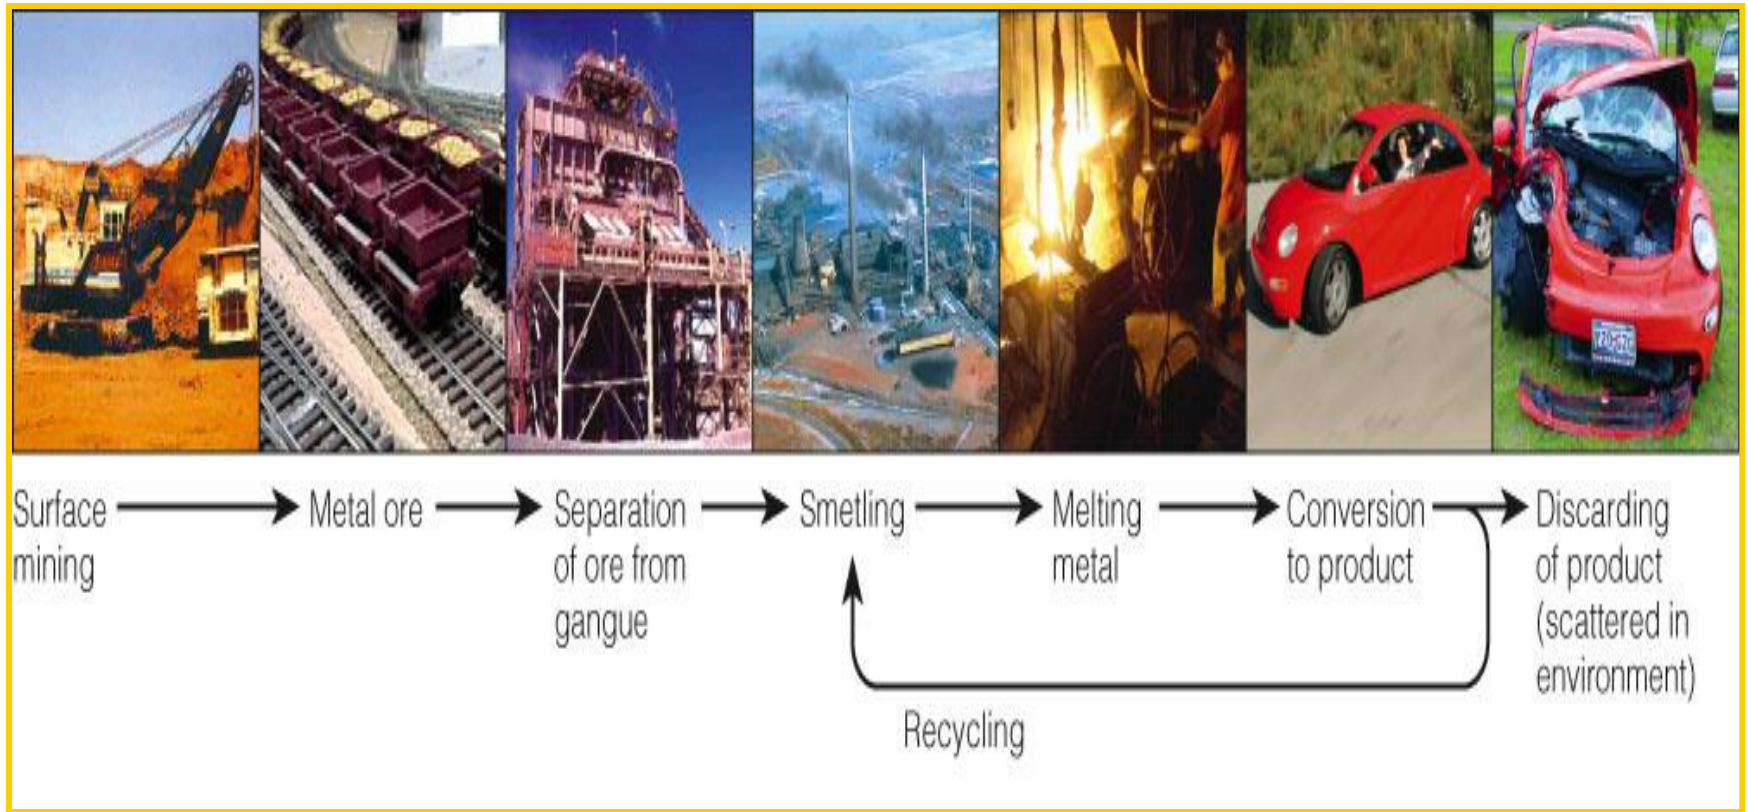 Surface
mining
Metal ore
Separation
of ore from
gangue
Smetling
Melting
metal
Conversion
to product
Discarding
of product
(scattered in
environment)
Recycling